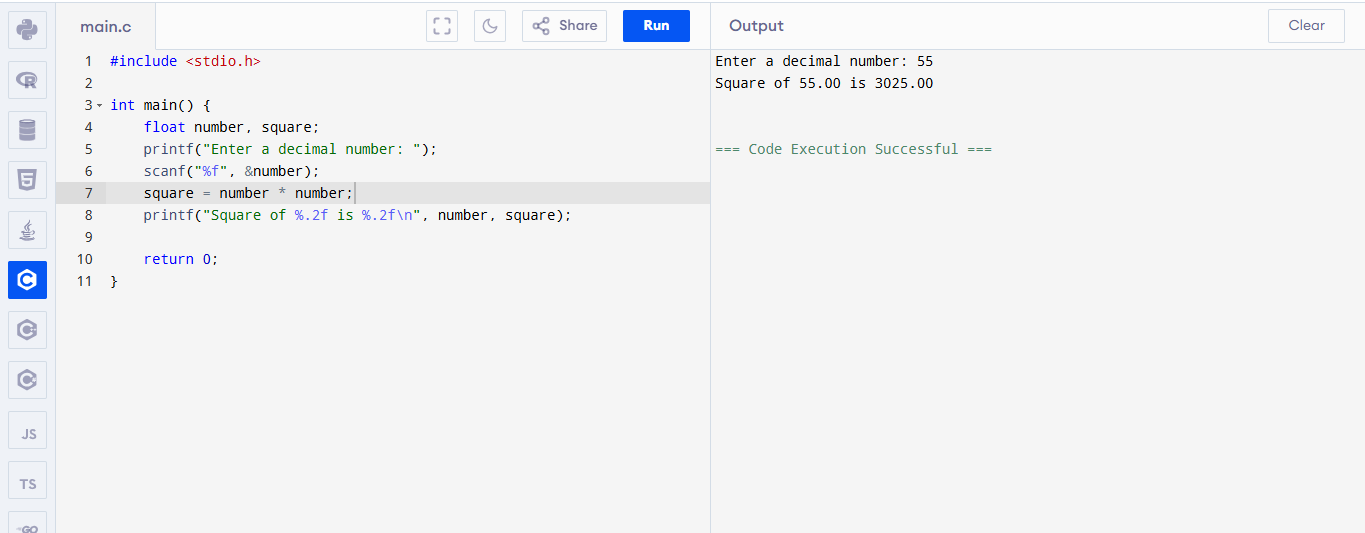 main.c
Share
Run
Output
Clear
1 #include <stdio.h>
2
3 int main() {
4 float number, square;
5 printf("Enter a decimal number: ");
6 scanf("%f", &number);
7 square = number * number;
8 printf("Square of %.2f is %.2f\n", number, square);
9
10 return 0;
11 }
Enter a decimal number: 55
Square of 55.00 is 3025.00
=== Code Execution Successful ===
R
5
C
C
C
JS
TS
GO